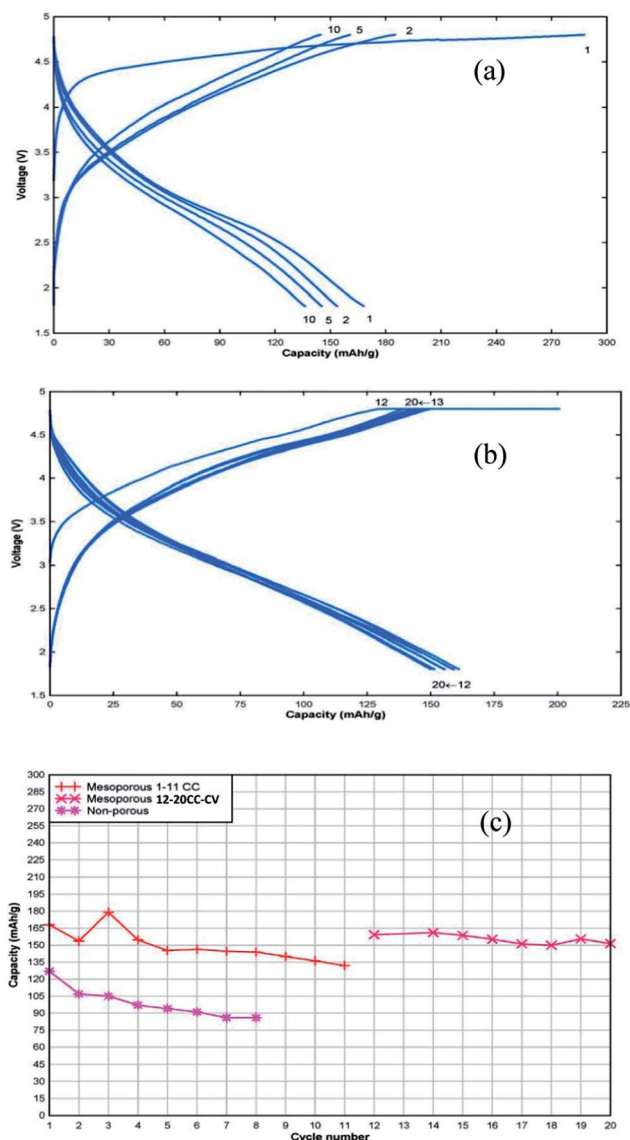 10 5 2 1
(a)
5
4.5
4
3.5
3
2.5
2
1.5
Voltage (V)
10 5 2 1
0 30 60 90 120 150 180 210 240 270 300
Capacity (mAh/g)
12 20←13
(b)
5
4.5
4
3.5
3
2.5
2
1.5
Voltage (V)
20←12
0 25 50 75 100 125 150 175 200 225
Capacity (mAh/g)
Mesoporous 1-11 CC
Mesoporous 12-20CC-CV
Non-porous
(c)
300
285
270
255
240
225
210
195
180
165
150
135
120
105
90
75
60
45
30
15
0
Capacity (mAh/g)
1 2 3 4 5 6 7 8 9 10 11 12 13 14 15 16 17 18 19 20
Cycle number